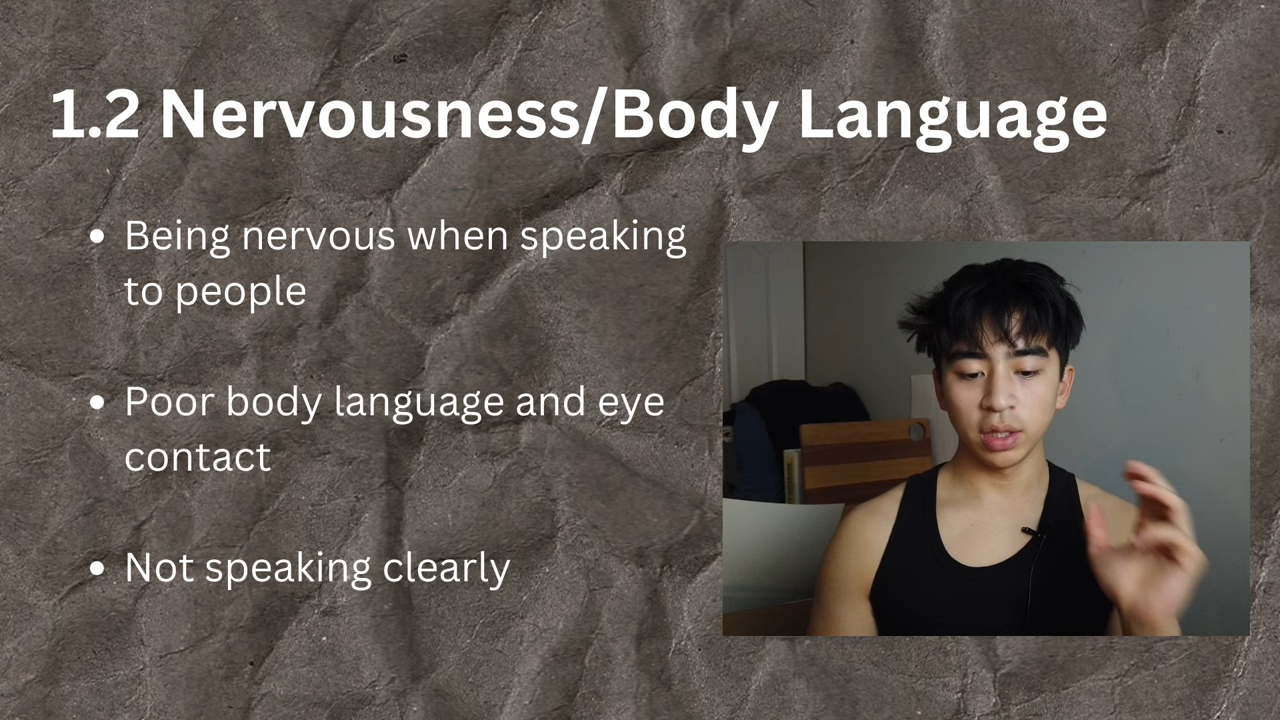 1.2 Nervousness/Body Language
• Being nervous when speaking
to people
• Poor body language and eye
contact
• Not speaking clearly